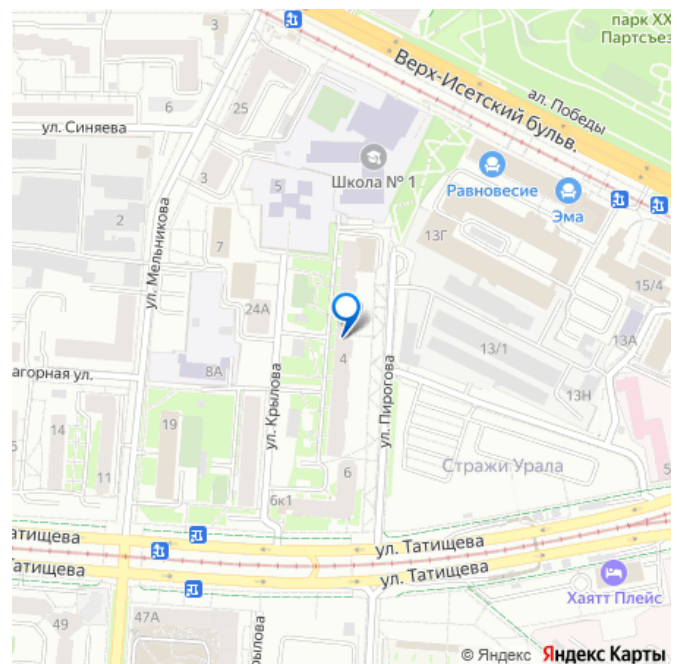 парк XX
Партсъез
Верх-Исетский бульв.
ал. Победы
6
25
ул. Синяева
Школа № 1
3
5
Равновесие
Эма
2
7
13Г
ул. Мельникова
15/4
24А
13А
4
13/1
агорная ул.
8А
13Н
ул. Крылова
ул. Пирогова
14
19
Стражи Урала
5
11
6
6к1
атищева
ул. Татищева
Татищева
ул. Татищева
Хаятт Плейс
47А
49
рылова
© Яндекс Яндекс Карты